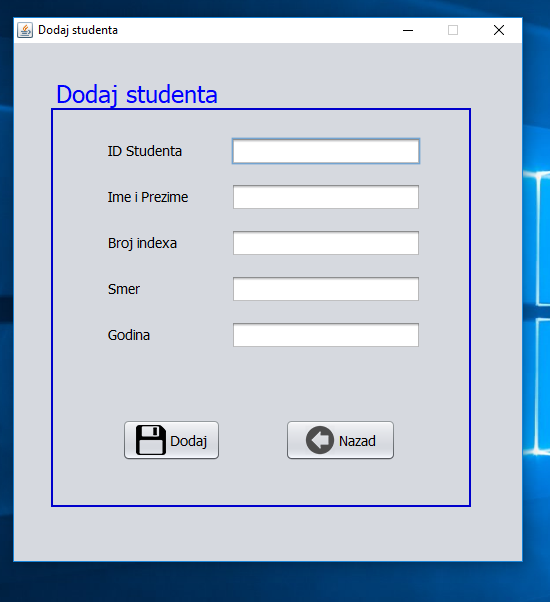 Dodaj studenta
Dodaj studenta
ID Studenta
Ime i Prezime
Broj indexa
Smer
Godina
Dodaj
Nazad